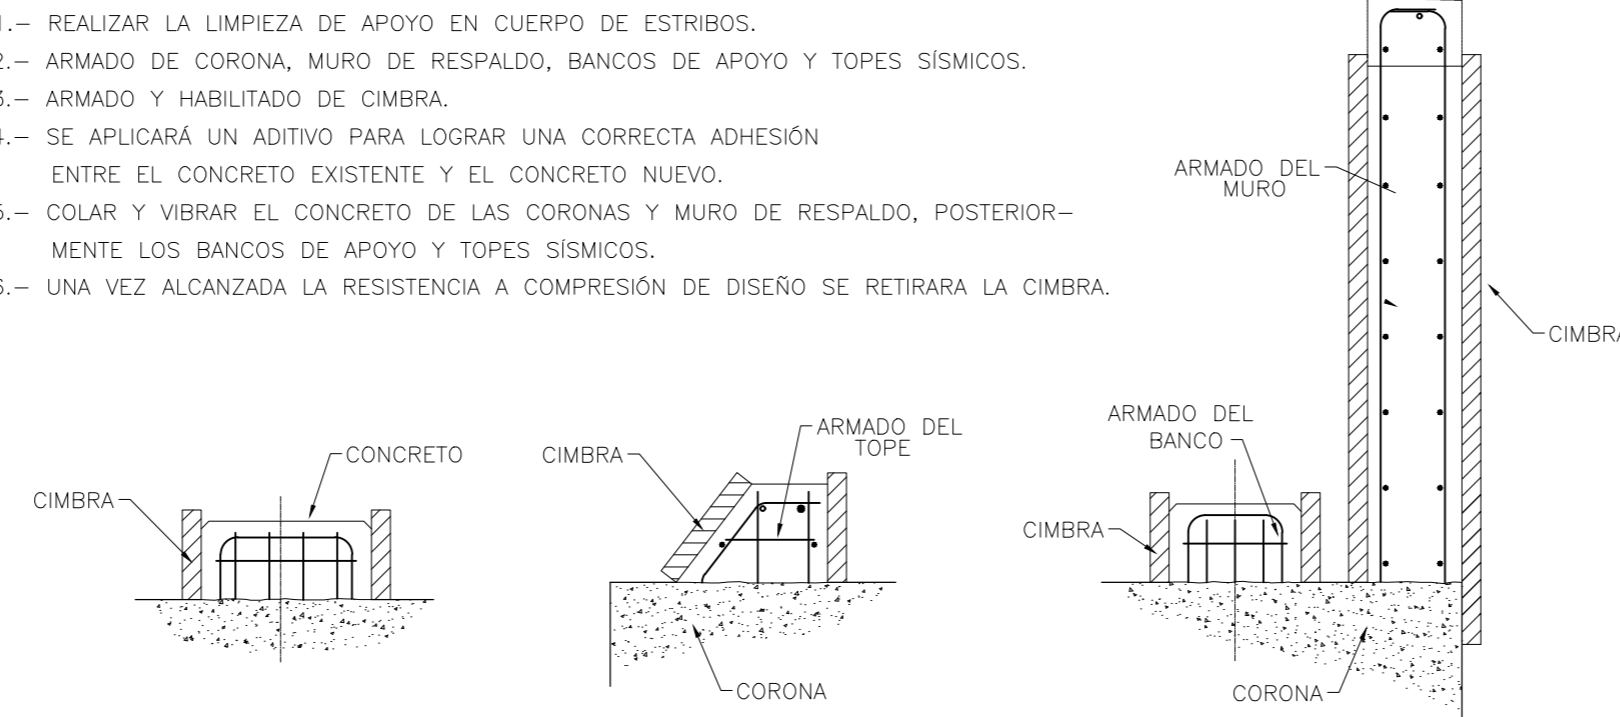 1.– REALIZAR LA LIMPIEZA DE APOYO EN CUERPO DE ESTRIBOS.
2.– ARMADO DE CORONA, MURO DE RESPALDO, BANCOS DE APOYO Y TOPES SÍSMICOS.
3.– ARMADO Y HABILITADO DE CIMBRA.
4.– SE APLICARÁ UN ADITIVO PARA LOGRAR UNA CORRECTA ADHESIÓN
ENTRE EL CONCRETO EXISTENTE Y EL CONCRETO NUEVO.
5.– COLAR Y VIBRAR EL CONCRETO DE LAS CORONAS Y MURO DE RESPALDO, POSTERIOR–
MENTE LOS BANCOS DE APOYO Y TOPES SÍSMICOS.
6.– UNA VEZ ALCANZADA LA RESISTENCIA A COMPRESIÓN DE DISEÑO SE RETIRARA LA CIMBRA.
ARMADO DEL
MURO
CIMBRA
CONCRETO
CIMBRA
CIMBRA
ARMADO DEL
TOPE
CORONA
ARMADO DEL
BANCO
CIMBRA
CORONA